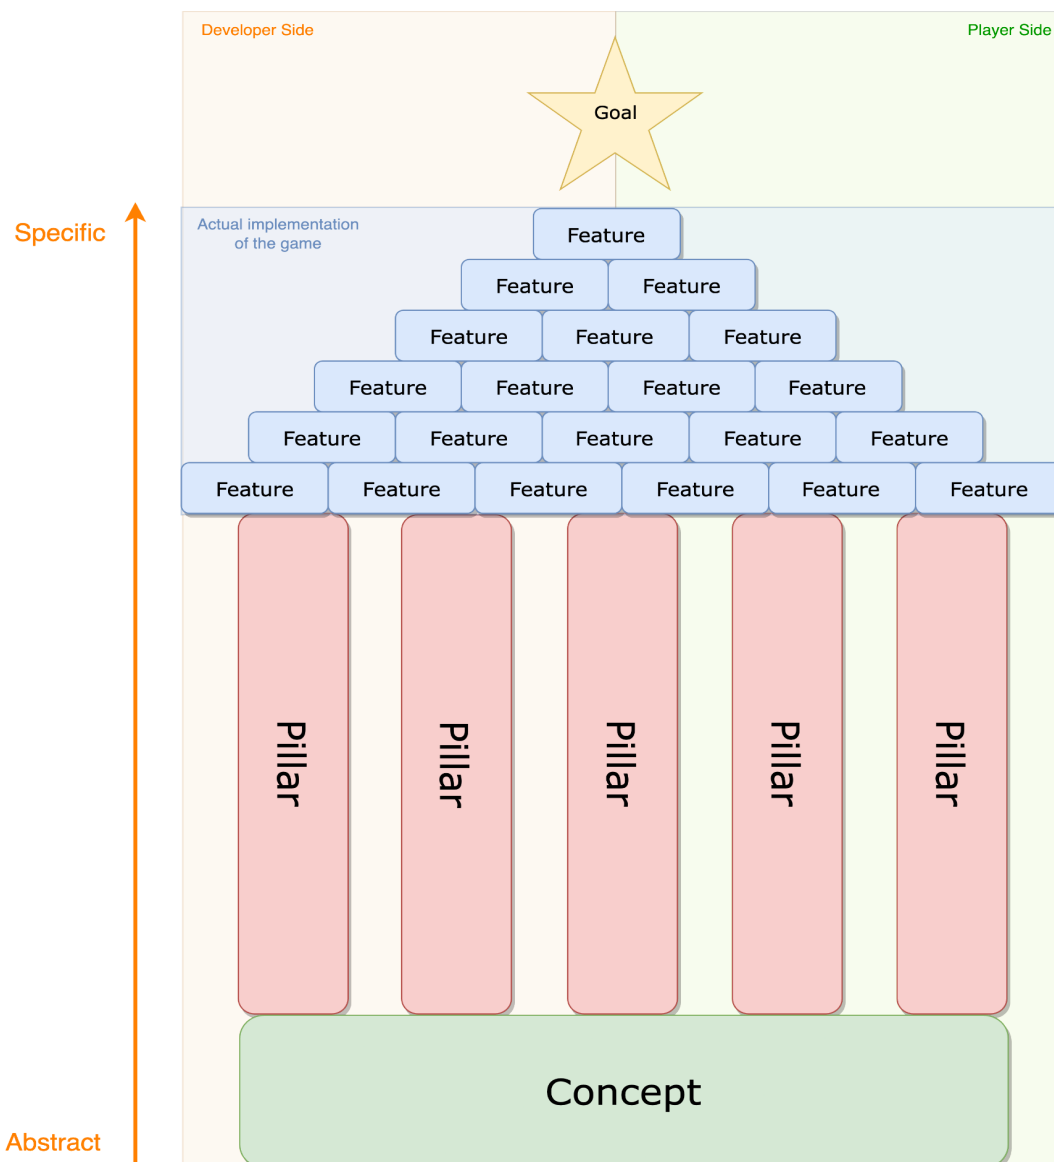 Developer Side
Player Side
Goal
Specific
Actual implementation
of the game
Feature
Feature Feature
Feature Feature Feature
Feature Feature Feature Feature
Feature Feature Feature Feature Feature
Feature Feature Feature Feature Feature Feature
Pillar Pillar Pillar Pillar Pillar
Concept
Abstract